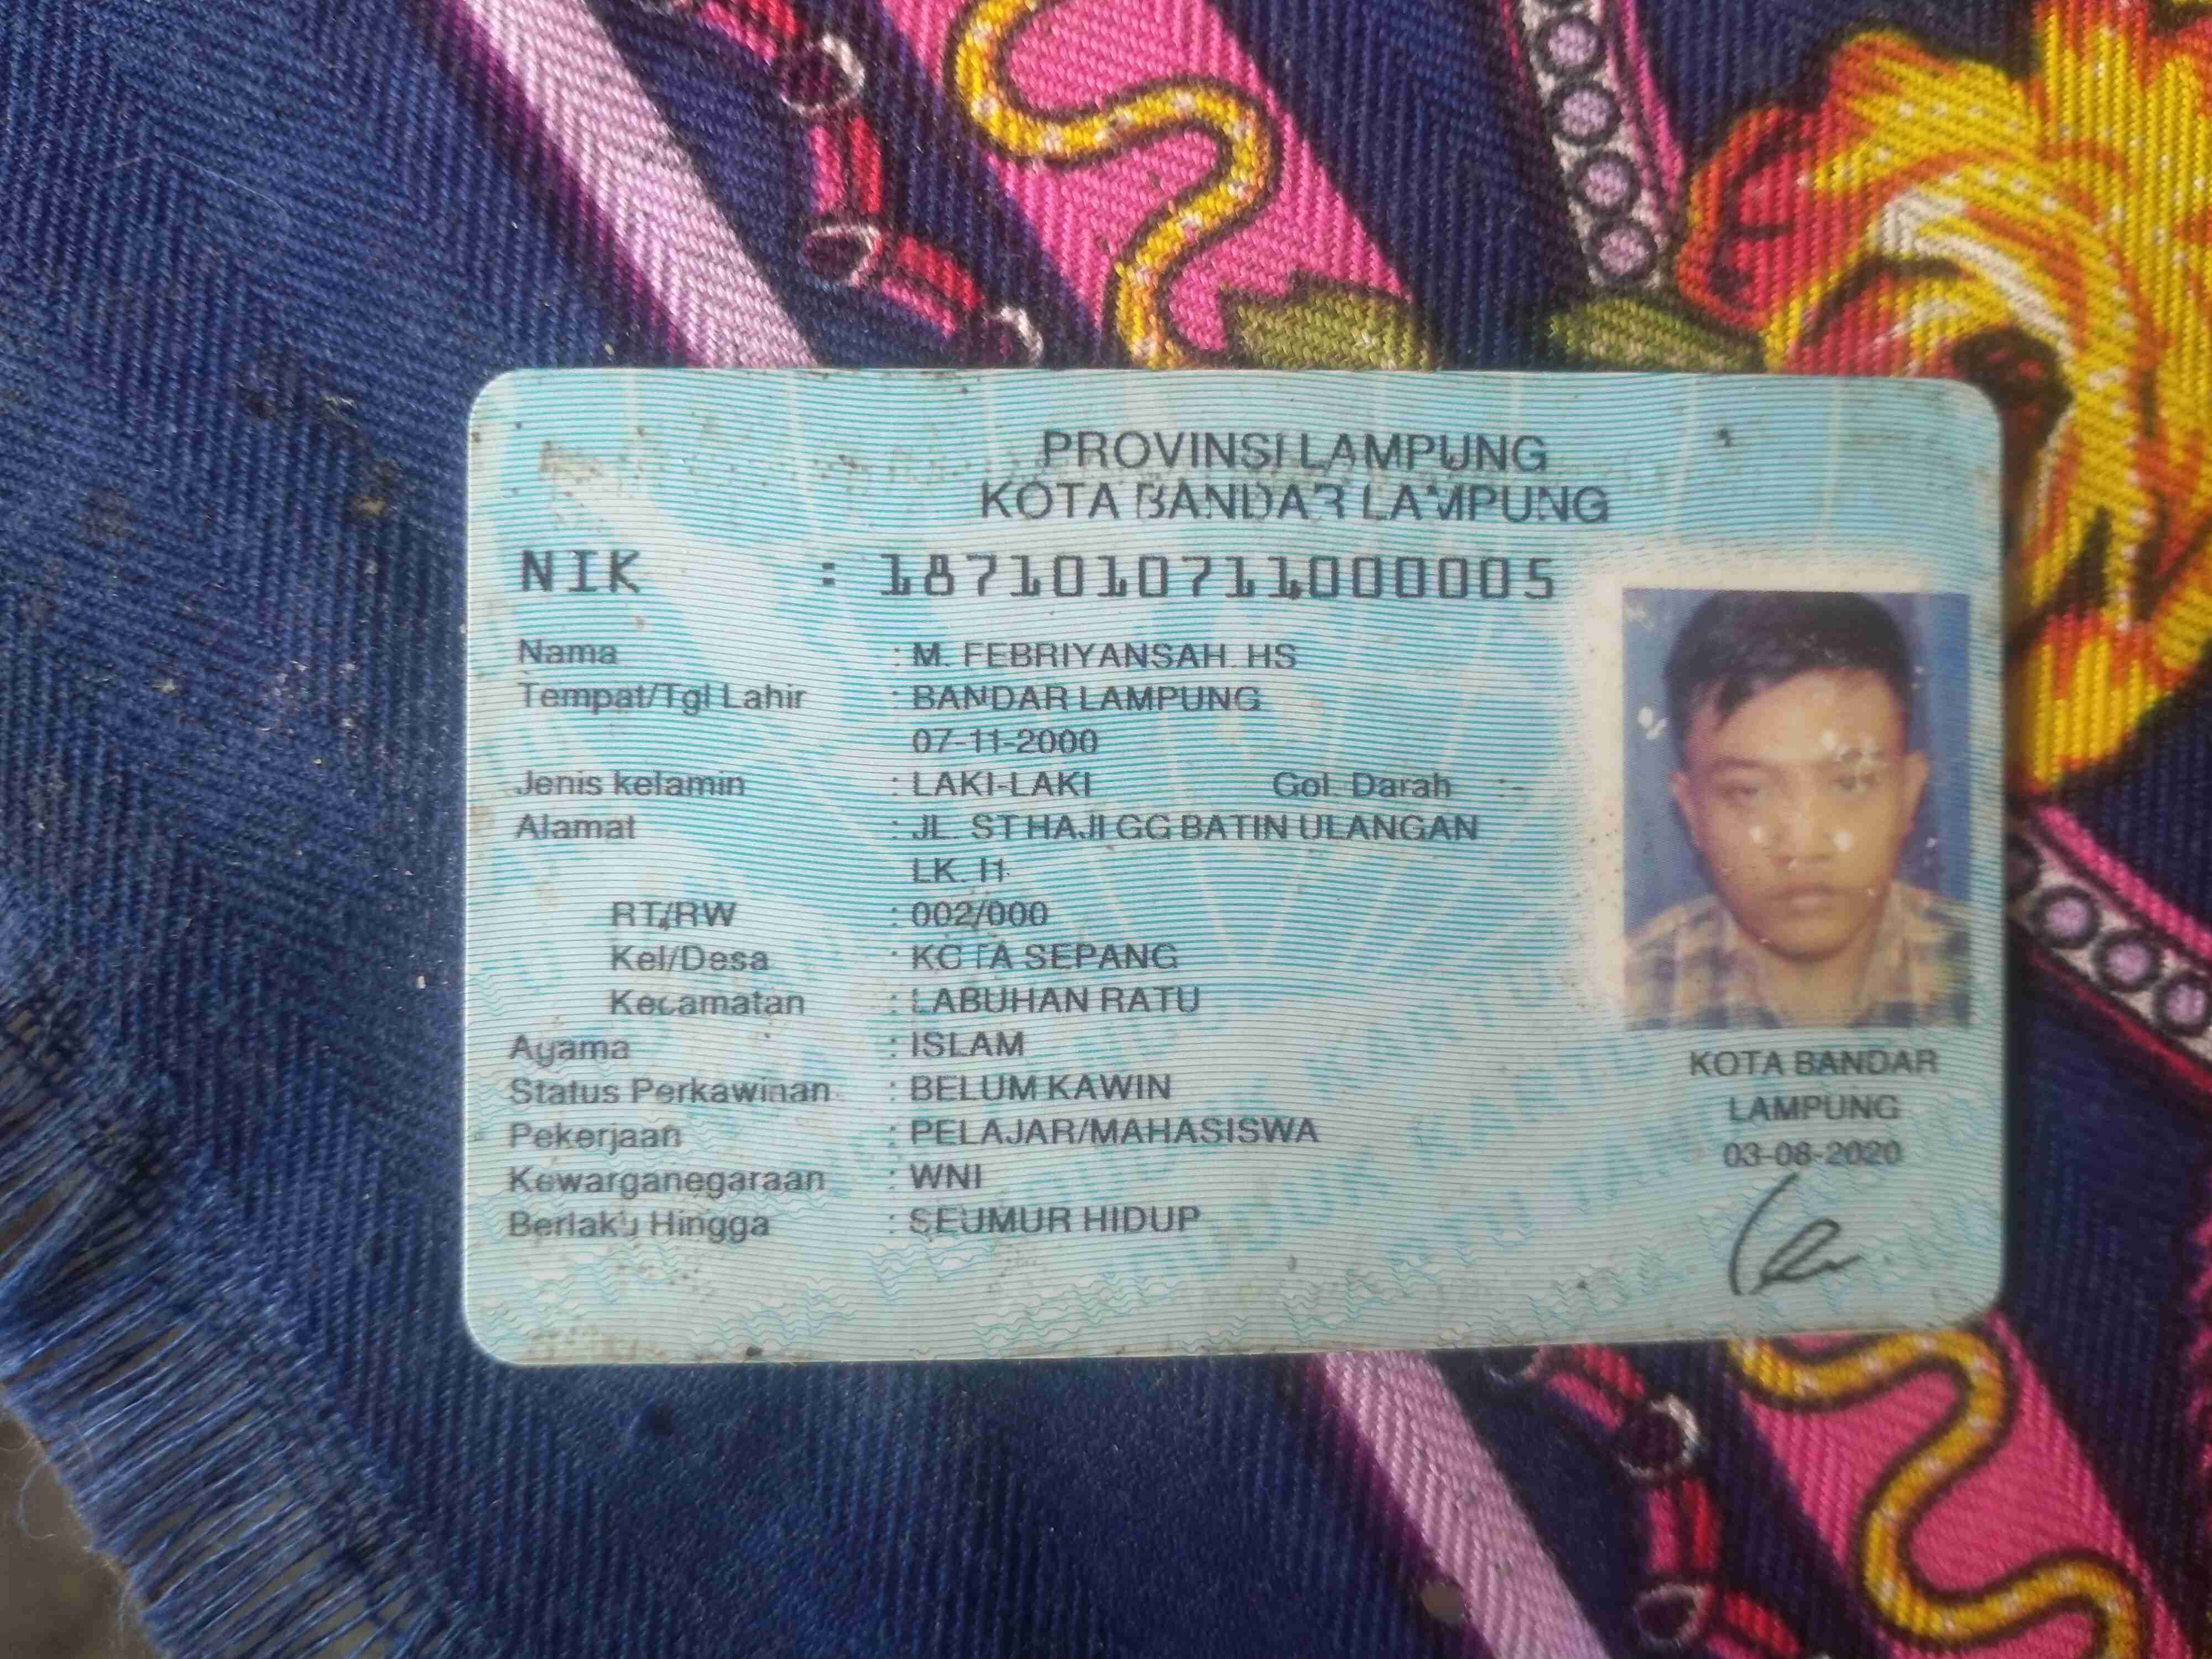 PROVINSI LAMPUNG
KOTA BANDAR LAMPUNG
NIK : 1871010711000005
Nama : M. FEBRIYANSAH. HS
Tempat/Tgl Lahir : BANDAR LAMPUNG
07-11-2000
Jenis kelamin : LAKI-LAKI Gol. Darah : -
Alamat : JL. ST HAJI GG BATIN ULANGAN
LK. II
RT/RW : 002/000
Kel/Desa : KOTA SEPANG
Kecamatan : LABUHAN RATU
Agama : ISLAM
Status Perkawinan : BELUM KAWIN
Pekerjaan : PELAJAR/MAHASISWA
Kewarganegaraan : WNI
Berlaku Hingga : SEUMUR HIDUP
KOTA BANDAR
LAMPUNG
03-08-2020